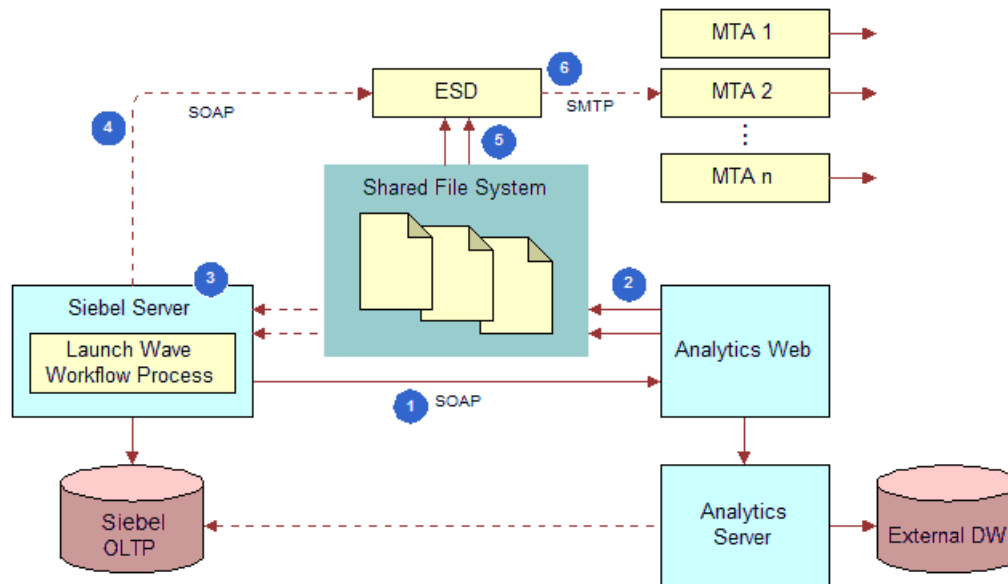 MTA 1
6
ESD
MTA 2
SOAP
SMTP
4
5
⋮
MTA n
Shared File System
3
2
Siebel Server
Launch Wave
Workflow Process
Analytics Web
1
SOAP
Siebel
OLTP
Analytics
Server
External DW